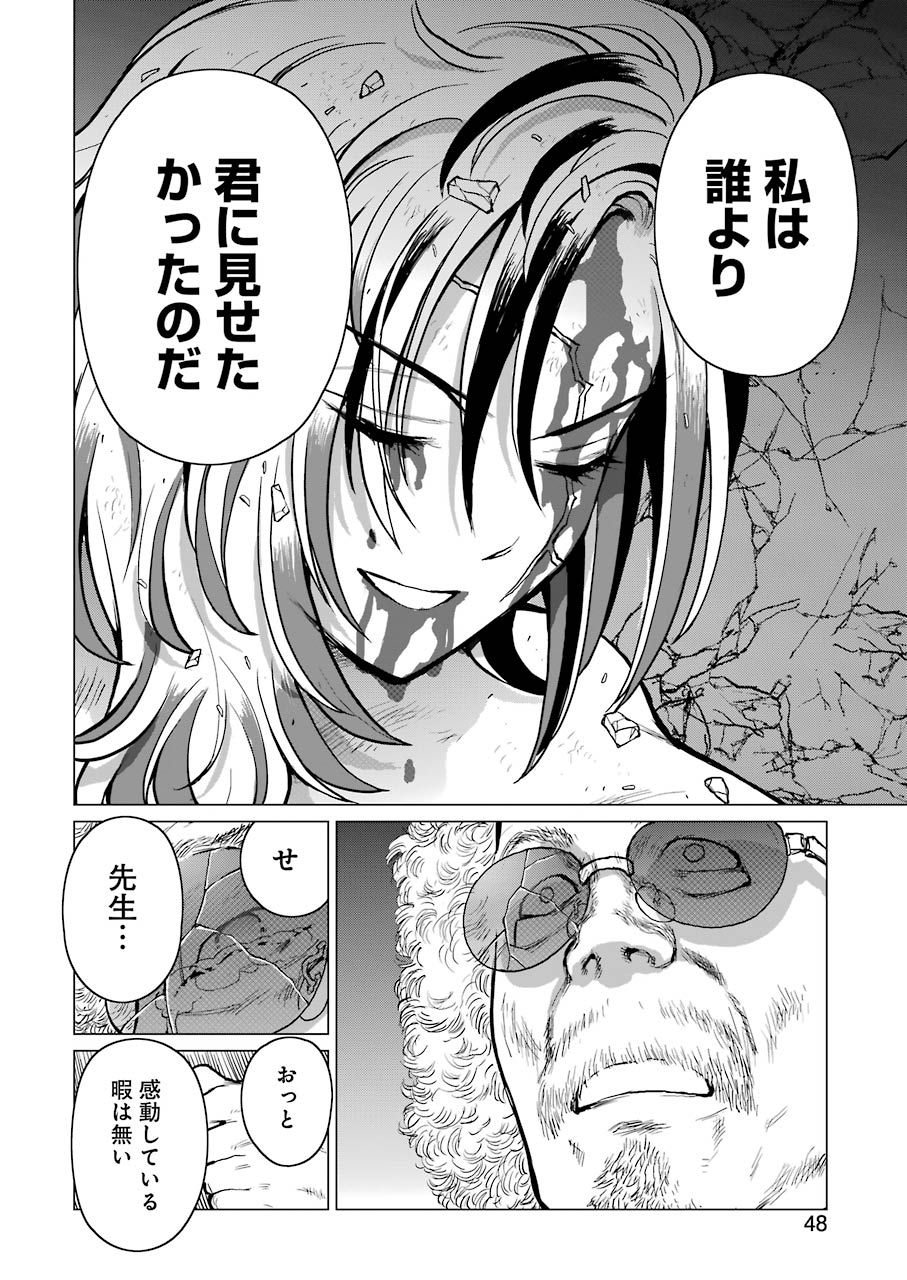 私は
誰より
君に見せた
かったのだ
せ
先生…
おっと
感動している
暇は無い
48